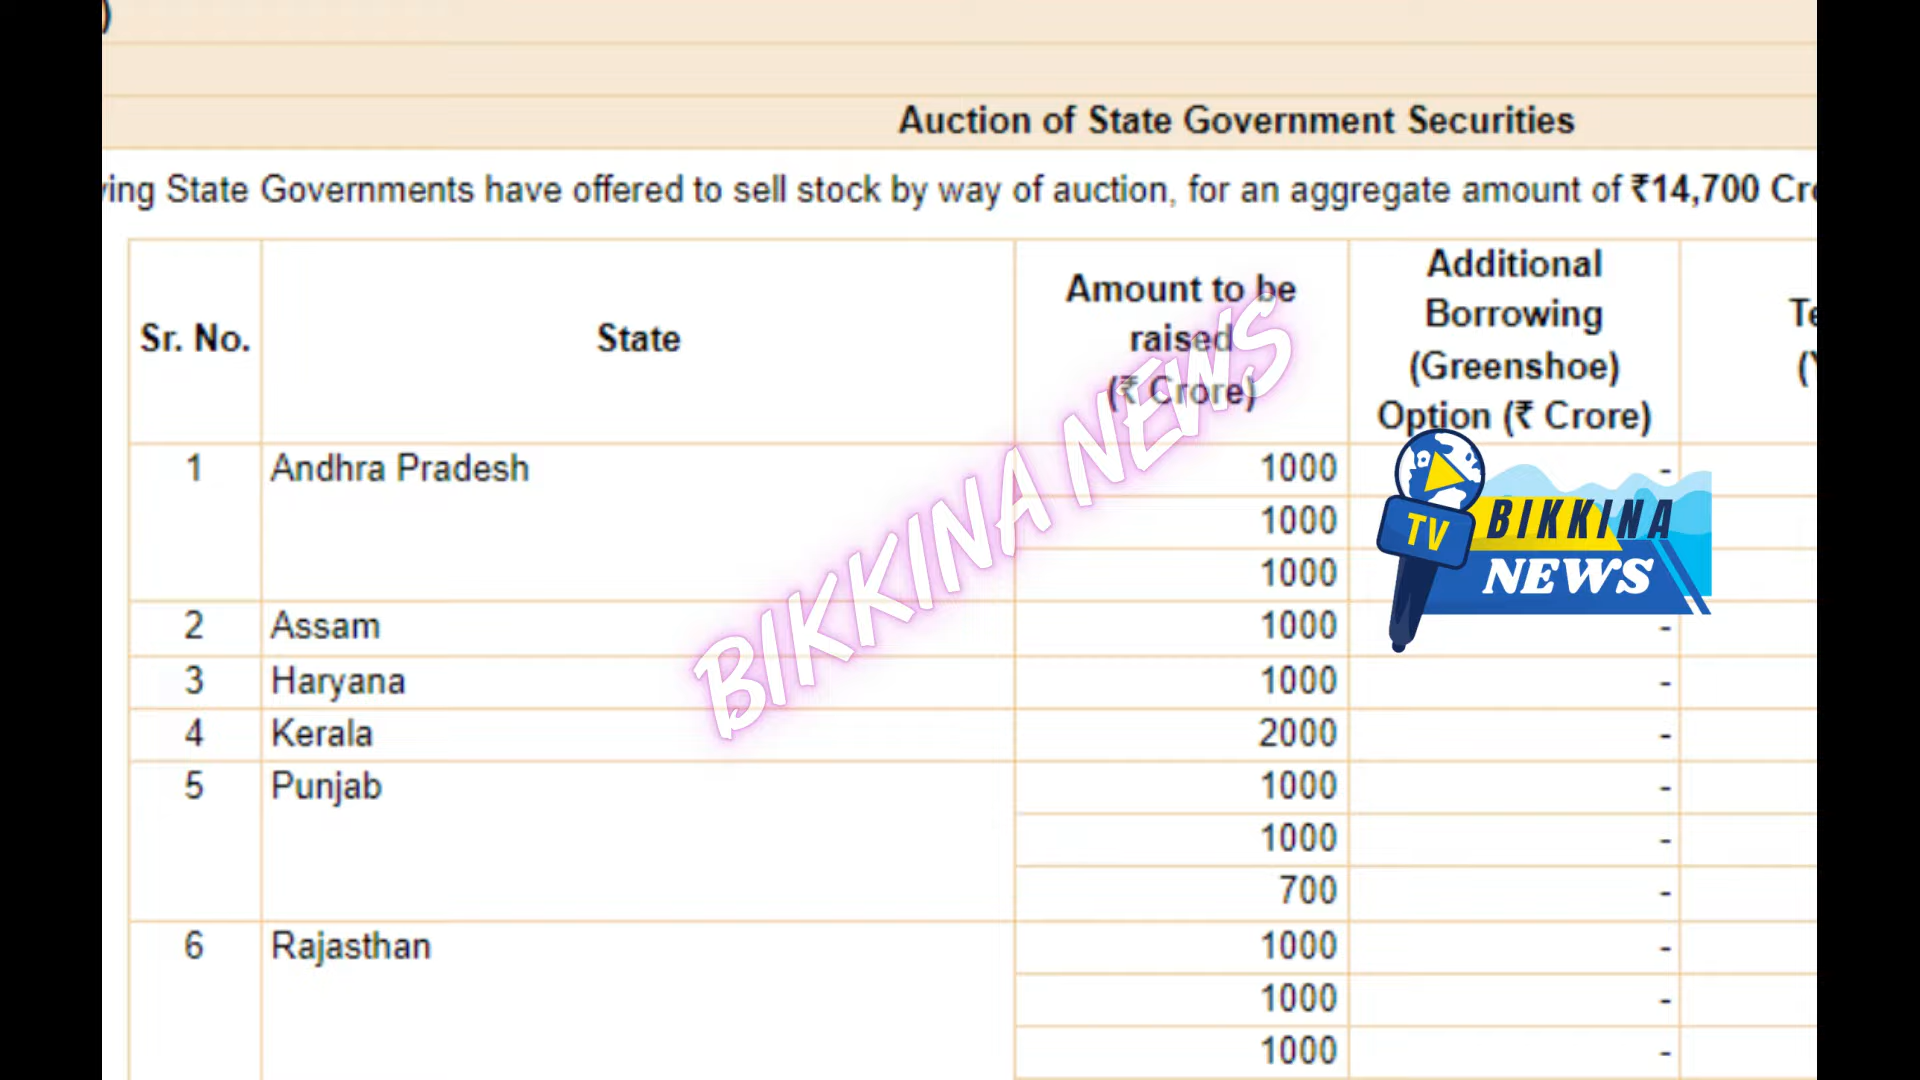 )
Auction of State Government Securities
ving State Governments have offered to sell stock by way of auction, for an aggregate amount of ₹14,700 Cr
Sr. No. State Amount to be raised (₹ Crore) Additional Borrowing (Greenshoe) Option (₹ Crore) Te (Y
1 Andhra Pradesh 1000 -
1000
1000
2 Assam 1000 -
3 Haryana 1000 -
4 Kerala 2000 -
5 Punjab 1000 -
1000 -
700 -
6 Rajasthan 1000 -
1000 -
1000 -
BIKKINA NEWS
TV BIKKINA
NEWS